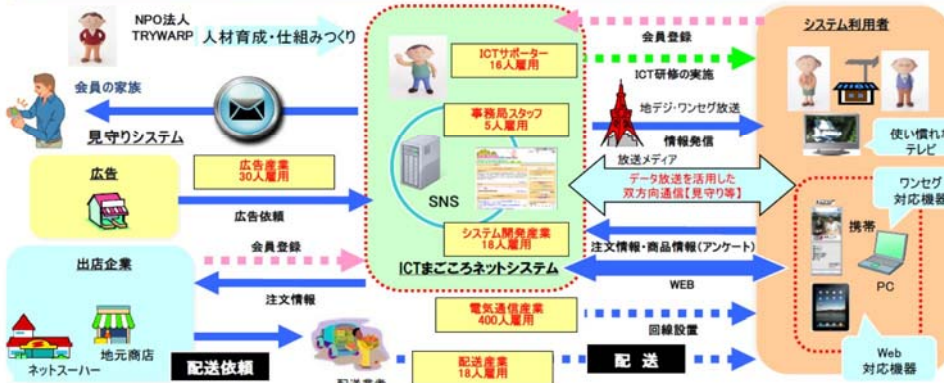 NPO法人
TRYWARP
人材育成・仕組みつくり
会員の家族
見守りシステム
広告
広告産業
30人雇用
広告依頼
会員登録
出店企業
注文情報
ネットスーパー
地元商店
配送依頼
ICTサポーター
16人雇用
事務局スタッフ
5人雇用
SNS
システム開発産業
18人雇用
ICTまごころネットシステム
電気通信産業
400人雇用
配送産業
18人雇用
会員登録
ICT研修の実施
地デジ・ワンセグ放送
情報発信
放送メディア
データ放送を活用した
双方向通信【見守り等】
注文情報・商品情報(アンケート)
WEB
回線設置
配 送
システム利用者
使い慣れた
テレビ
ワンセグ
対応機器
携帯
PC
Web
対応機器